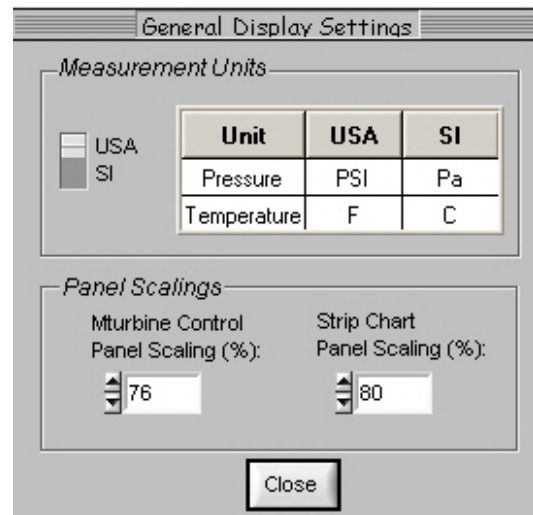 General Display Settings
Measurement Units
USA
SI
Unit USA SI
Pressure PSI Pa
Temperature F C
Panel Scalings
Mturbine Control
Panel Scaling (%):
76
Strip Chart
Panel Scaling (%):
80
Close